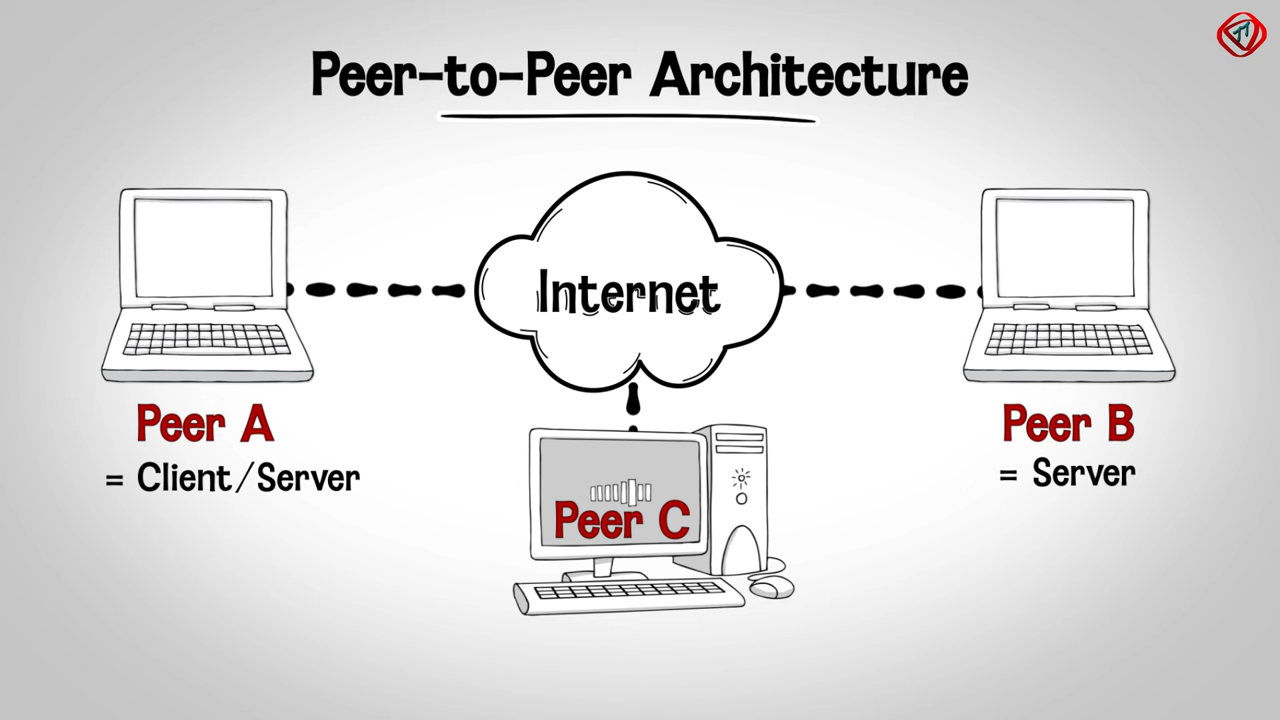 Peer-to-Peer Architecture
Internet
Peer A
= Client/Server
Peer B
= Server
Peer C